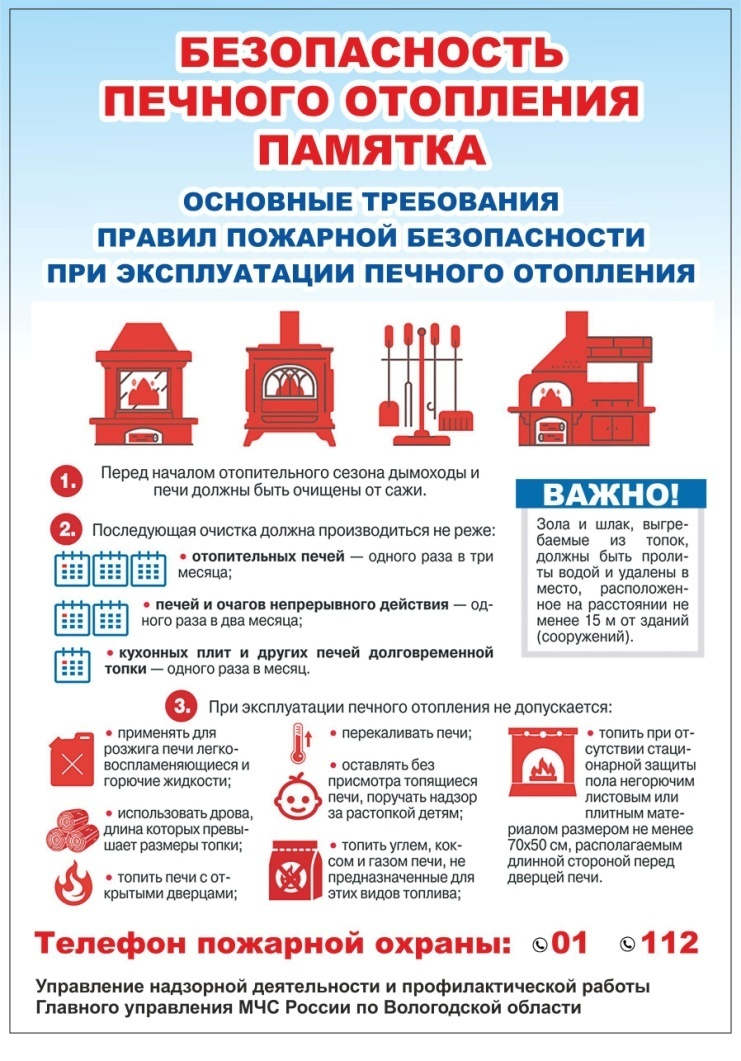 БЕЗОПАСНОСТЬ
ПЕЧНОГО ОТОПЛЕНИЯ
ПАМЯТКА
ОСНОВНЫЕ ТРЕБОВАНИЯ
ПРАВИЛ ПОЖАРНОЙ БЕЗОПАСНОСТИ
ПРИ ЭКСПЛУАТАЦИИ ПЕЧНОГО ОТОПЛЕНИЯ
1. Перед началом отопительного сезона дымоходы и
печи должны быть очищены от сажи.
2. Последующая очистка должна производиться не реже:
• отопительных печей — одного раза в три
месяца;
• печей и очагов непрерывного действия — од-
ного раза в два месяца;
• кухонных плит и других печей долговременной
топки — одного раза в месяц.
ВАЖНО!
Зола и шлак, выгре-
баемые из топок,
должны быть проли-
ты водой и удалены в
место, расположен-
ное на расстоянии не
менее 15 м от зданий
(сооружений).
3. При эксплуатации печного отопления не допускается:
• применять для
розжига печи легко-
воспламеняющиеся и
горючие жидкости;
• использовать дрова,
длина которых превы-
шает размеры топки;
• топить печи с от-
крытыми дверцами;
• перекаливать печи;
• оставлять без
присмотра топящиеся
печи, поручать надзор
за растопкой детям;
• топить углем, кок-
сом и газом печи, не
предназначенные для
этих видов топлива;
• топить при от-
сутствии стаци-
онарной защиты
пола негорючим
листовым или
плитным мате-
риалом размером не менее
70х50 см, располагаемым
длинной стороной перед
дверцей печи.
Телефон пожарной охраны: 01 112
Управление надзорной деятельности и профилактической работы
Главного управления МЧС России по Вологодской области